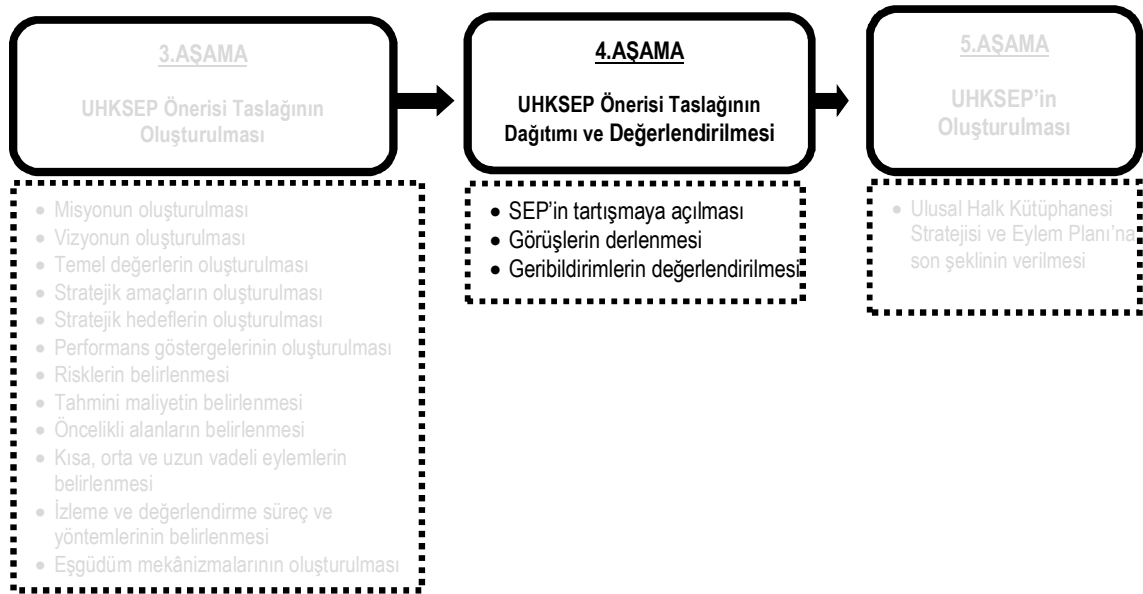 3.AŞAMA
UHKSEP Önerisi Taslağının
Oluşturulması
• Misyonun oluşturulması
• Vizyonun oluşturulması
• Temel değerlerin oluşturulması
• Stratejik amaçların oluşturulması
• Stratejik hedeflerin oluşturulması
• Performans göstergelerinin oluşturulması
• Risklerin belirlenmesi
• Tahmini maliyetin belirlenmesi
• Öncelikli alanların belirlenmesi
• Kısa, orta ve uzun vadeli eylemlerin
belirlenmesi
• İzleme ve değerlendirme süreç ve
yöntemlerinin belirlenmesi
• Eşgüdüm mekânizmalarının oluşturulması
4.AŞAMA
UHKSEP Önerisi Taslağının
Dağıtımı ve Değerlendirilmesi
• SEP’in tartışmaya açılması
• Görüşlerin derlenmesi
• Geribildirimlerin değerlendirilmesi
5.AŞAMA
UHKSEP’in
Oluşturulması
• Ulusal Halk Kütüphanesi
Stratejisi ve Eylem Planı’na
son şeklinin verilmesi